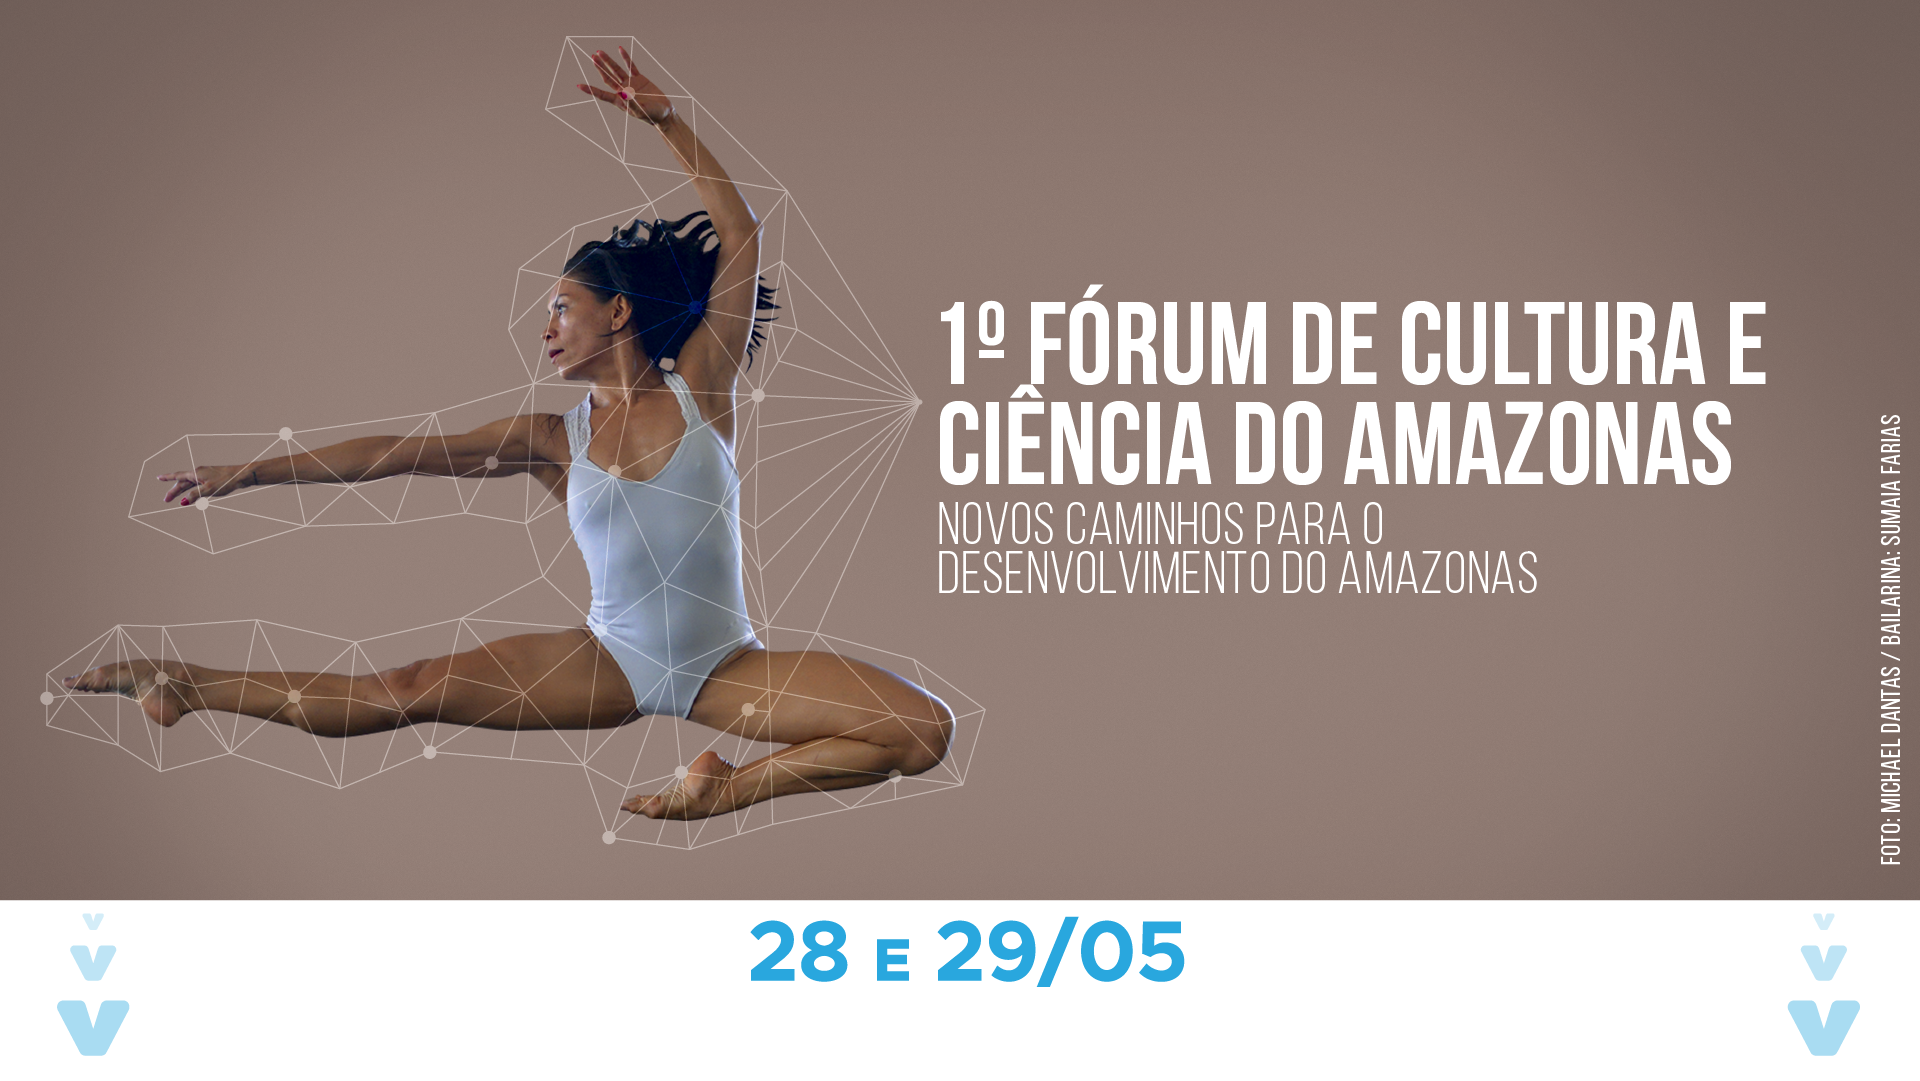 1º FÓRUM DE CULTURA E
CIÊNCIA DO AMAZONAS
NOVOS CAMINHOS PARA O
DESENVOLVIMENTO DO AMAZONAS
FOTO: MICHAEL DANTAS / BAILARINA: SUMAIA FARIAS
28 E 29/05